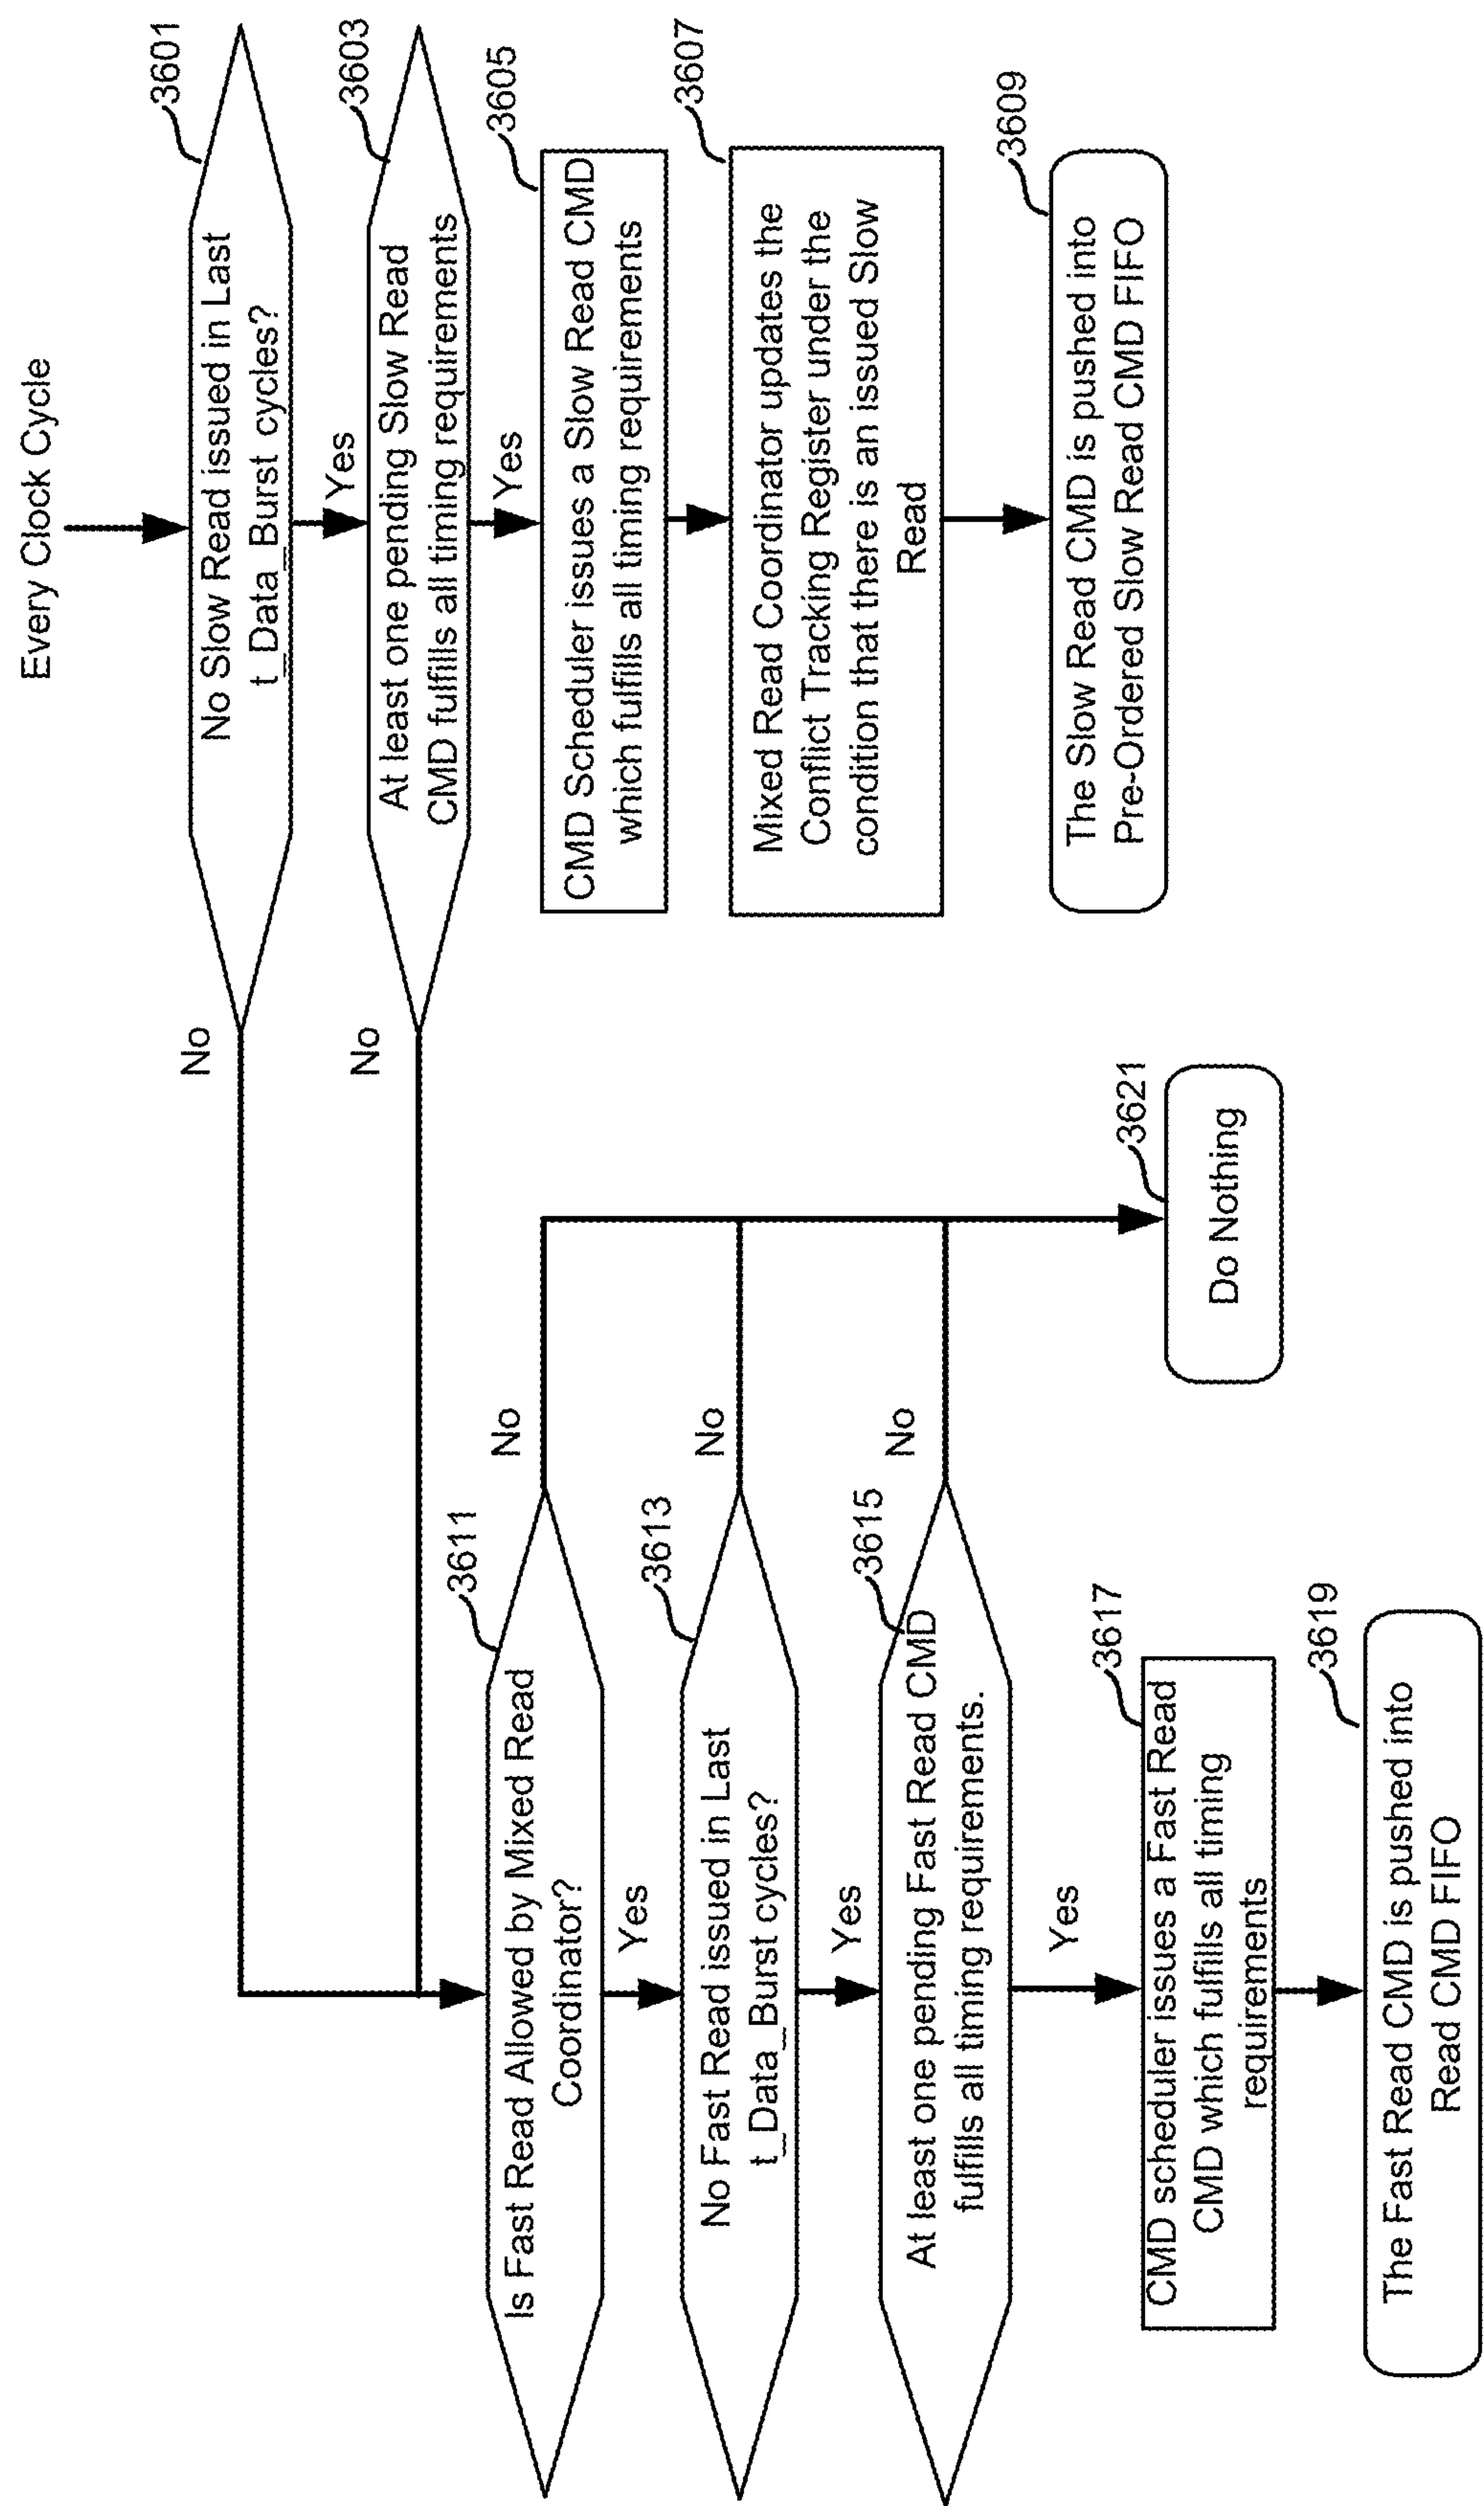 Every Clock Cycle
3601
No Slow Read issued in Last
t_Data_Burst cycles?
No
Yes
3603
At least one pending Slow Read
CMD fulfills all timing requirements
No
Yes
3605
CMD Scheduler issues a Slow Read CMD
which fulfills all timing requirements
3607
Mixed Read Coordinator updates the
Conflict Tracking Register under the
condition that there is an issued Slow
Read
3609
The Slow Read CMD is pushed into
Pre-Ordered Slow Read CMD FIFO
3611
Is Fast Read Allowed by Mixed Read
Coordinator?
No
Yes
3613
No Fast Read issued in Last
t_Data_Burst cycles?
No
Yes
3615
At least one pending Fast Read CMD
fulfills all timing requirements.
No
Yes
3617
CMD scheduler issues a Fast Read
CMD which fulfills all timing
requirements
3619
The Fast Read CMD is pushed into
Read CMD FIFO
3621
Do Nothing